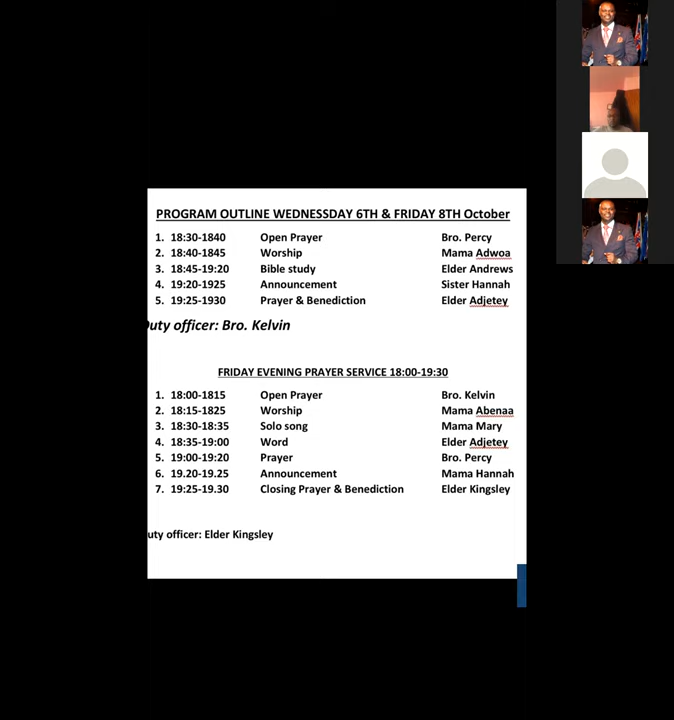 PROGRAM OUTLINE WEDNESSDAY 6TH & FRIDAY 8TH October
1. 18:30-1840 Open Prayer Bro. Percy
2. 18:40-1845 Worship Mama Adwoa
3. 18:45-19:20 Bible study Elder Andrews
4. 19:20-1925 Announcement Sister Hannah
5. 19:25-1930 Prayer & Benediction Elder Adjetey
uty officer: Bro. Kelvin
FRIDAY EVENING PRAYER SERVICE 18:00-19:30
1. 18:00-1815 Open Prayer Bro. Kelvin
2. 18:15-1825 Worship Mama Abenaa
3. 18:30-18:35 Solo song Mama Mary
4. 18:35-19:00 Word Elder Adjetey
5. 19:00-19:20 Prayer Bro. Percy
6. 19.20-19.25 Announcement Mama Hannah
7. 19:25-19.30 Closing Prayer & Benediction Elder Kingsley
uty officer: Elder Kingsley